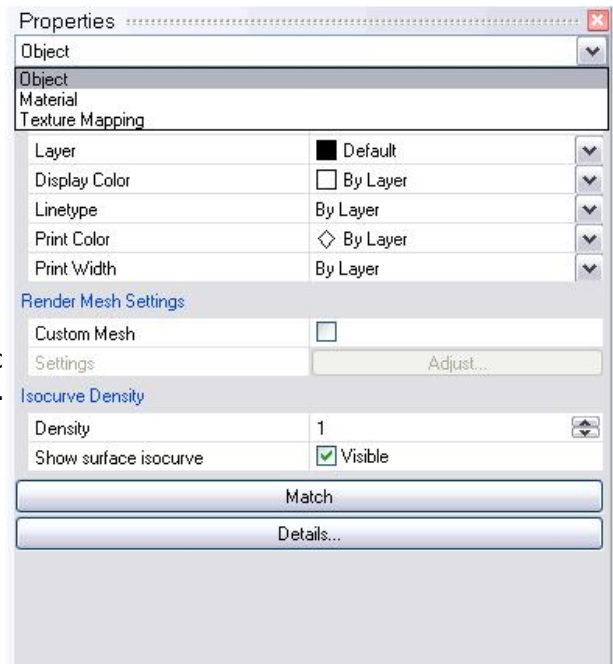 Properties
Object
Object
Material
Texture Mapping
Layer Default
Display Color By Layer
Linetype By Layer
Print Color By Layer
Print Width By Layer
Render Mesh Settings
Custom Mesh
Settings Adjust...
Isocurve Density
Density 1
Show surface isocurve Visible
Match
Details...